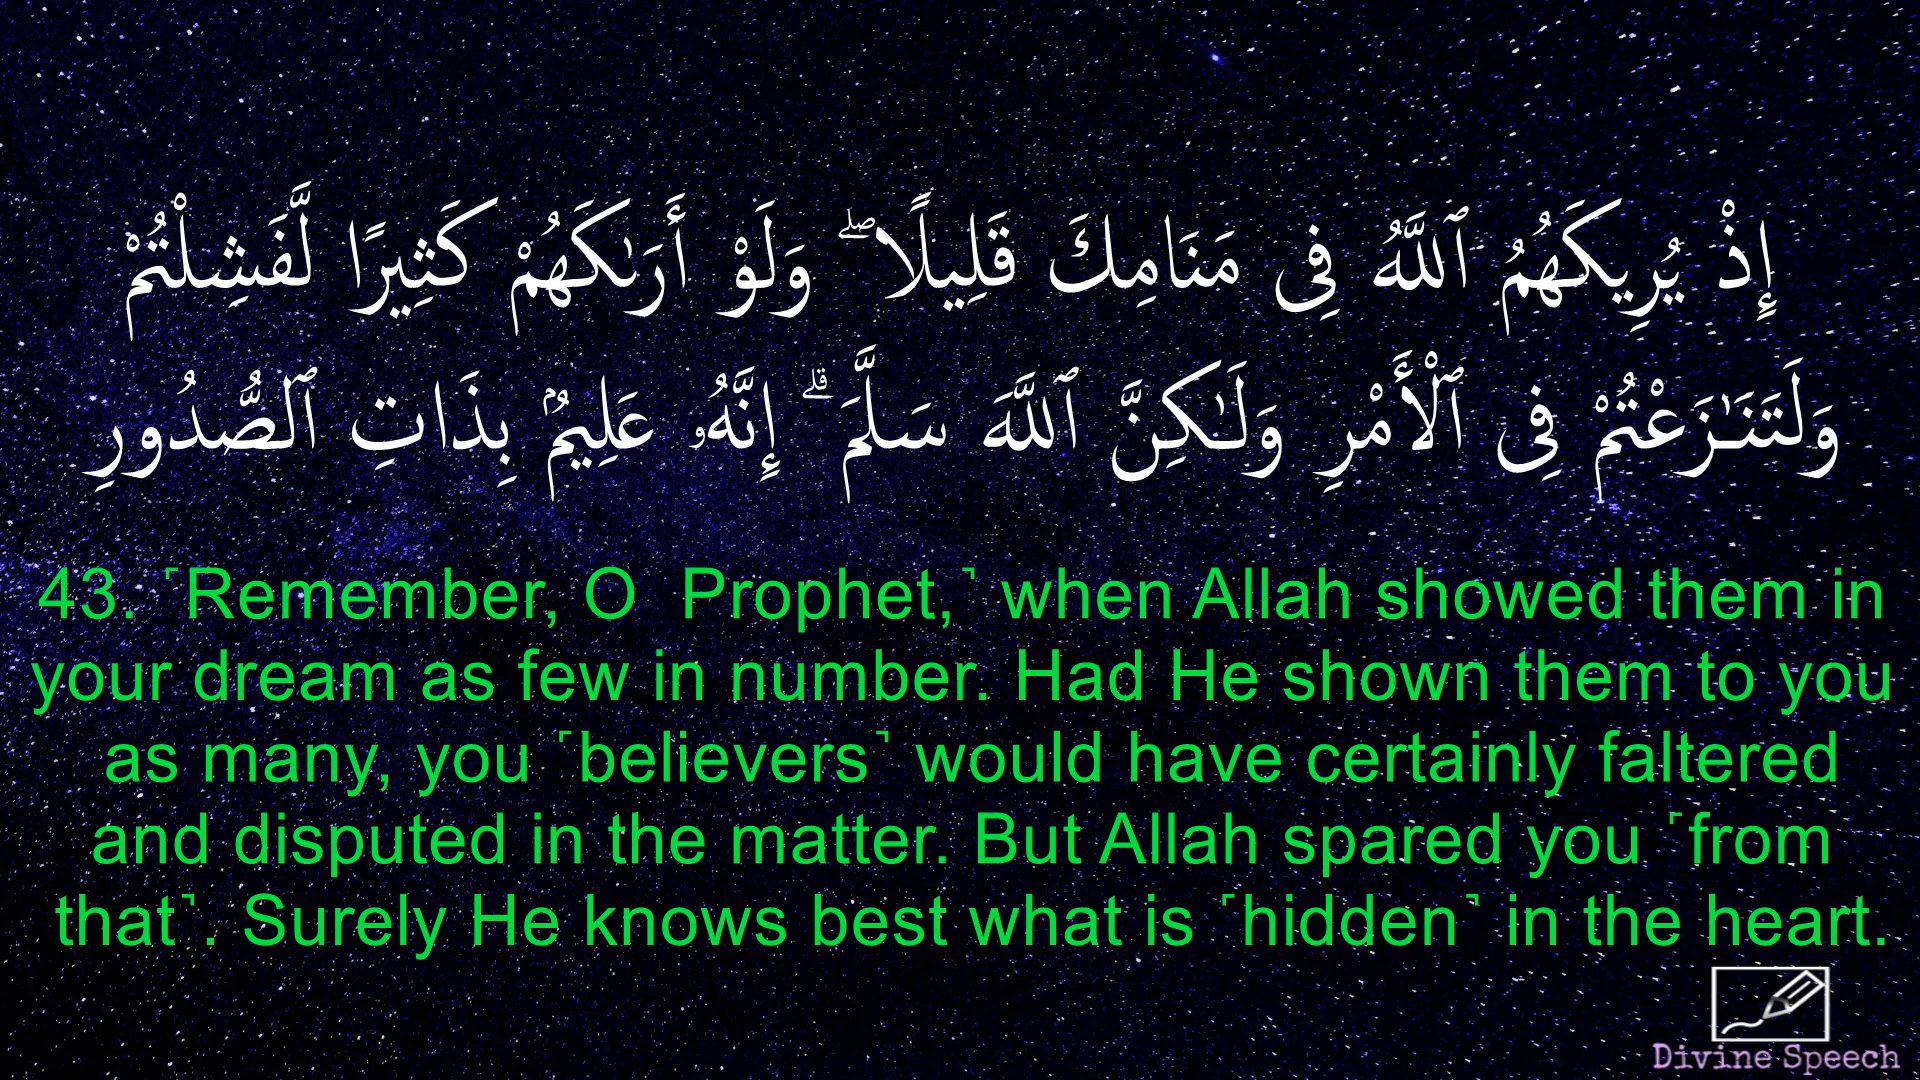 إِذْ يُرِيكَهُمُ ٱللَّهُ فِى مَنَامِكَ قَلِيلًا ۖ وَلَوْ أَرَىٰكَهُمْ كَثِيرًا لَّفَشِلْتُمْ
وَلَتَنَـٰزَعْتُمْ فِى ٱلْأَمْرِ وَلَـٰكِنَّ ٱللَّهَ سَلَّمَ ۗ إِنَّهُۥ عَلِيمٌۢ بِذَاتِ ٱلصُّدُورِ
43. ˹Remember, O Prophet,˺ when Allah showed them in
your dream as few in number. Had He shown them to you
as many, you ˹believers˺ would have certainly faltered
and disputed in the matter. But Allah spared you ˹from
that˺. Surely He knows best what is ˹hidden˺ in the heart.
Divine Speech